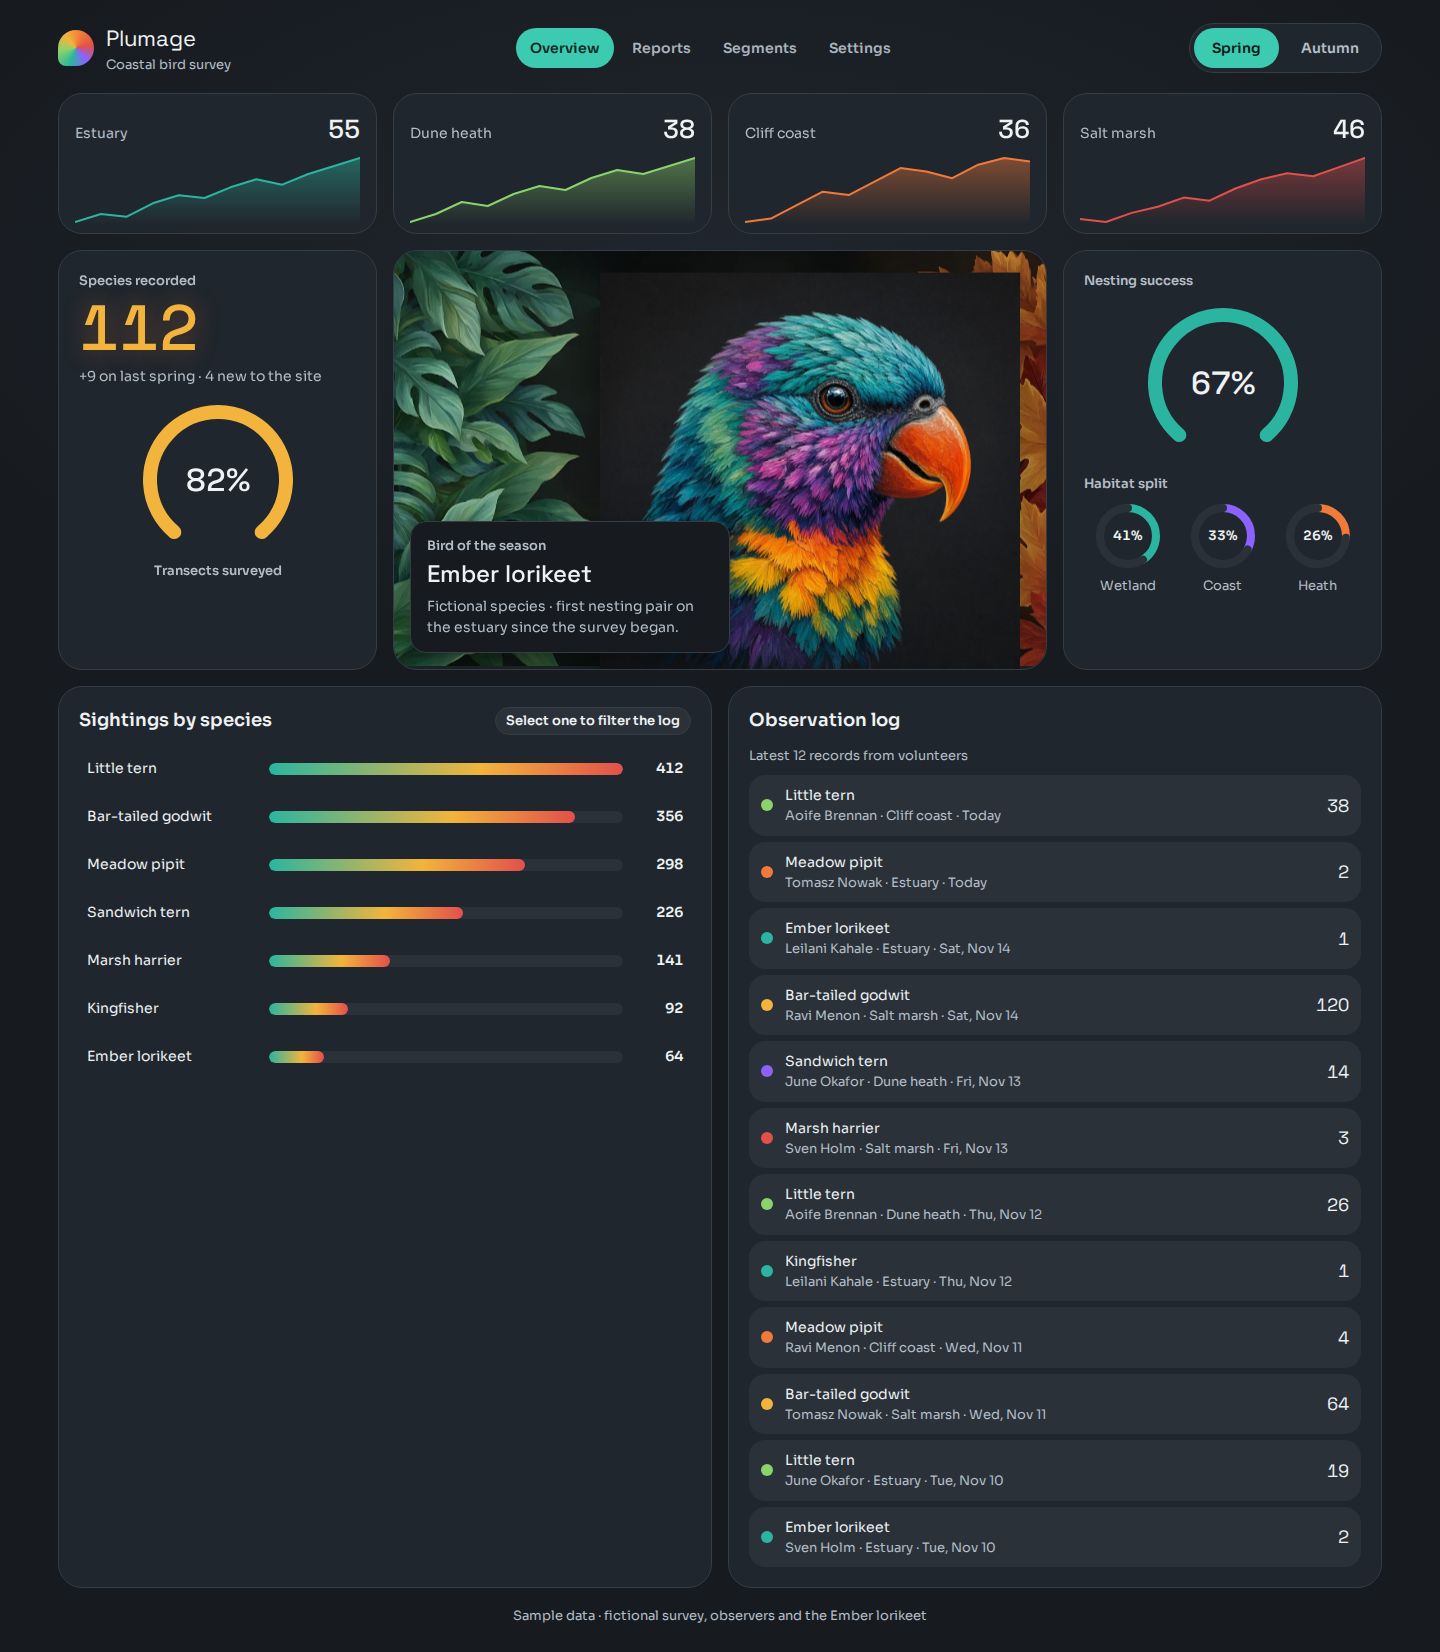 Plumage
Coastal bird survey
Overview
Reports
Segments
Settings
Spring
Autumn
Estuary
55
Dune heath
38
Cliff coast
36
Salt marsh
46
Species recorded
112
+9 on last spring · 4 new to the site
82%
Transects surveyed
Bird of the season
Ember lorikeet
Fictional species · first nesting pair on
the estuary since the survey began.
Nesting success
67%
Habitat split
41%
33%
26%
Wetland
Coast
Heath
Sightings by species
Select one to filter the log
Little tern
412
Bar-tailed godwit
356
Meadow pipit
298
Sandwich tern
226
Marsh harrier
141
Kingfisher
92
Ember lorikeet
64
Observation log
Latest 12 records from volunteers
Little tern
Aoife Brennan · Cliff coast · Today
38
Meadow pipit
Tomasz Nowak · Estuary · Today
2
Ember lorikeet
Leilani Kahale · Estuary · Sat, Nov 14
1
Bar-tailed godwit
Ravi Menon · Salt marsh · Sat, Nov 14
120
Sandwich tern
June Okafor · Dune heath · Fri, Nov 13
14
Marsh harrier
Sven Holm · Salt marsh · Fri, Nov 13
3
Little tern
Aoife Brennan · Dune heath · Thu, Nov 12
26
Kingfisher
Leilani Kahale · Estuary · Thu, Nov 12
1
Meadow pipit
Ravi Menon · Cliff coast · Wed, Nov 11
4
Bar-tailed godwit
Tomasz Nowak · Salt marsh · Wed, Nov 11
64
Little tern
June Okafor · Estuary · Tue, Nov 10
19
Ember lorikeet
Sven Holm · Estuary · Tue, Nov 10
2
Sample data · fictional survey, observers and the Ember lorikeet